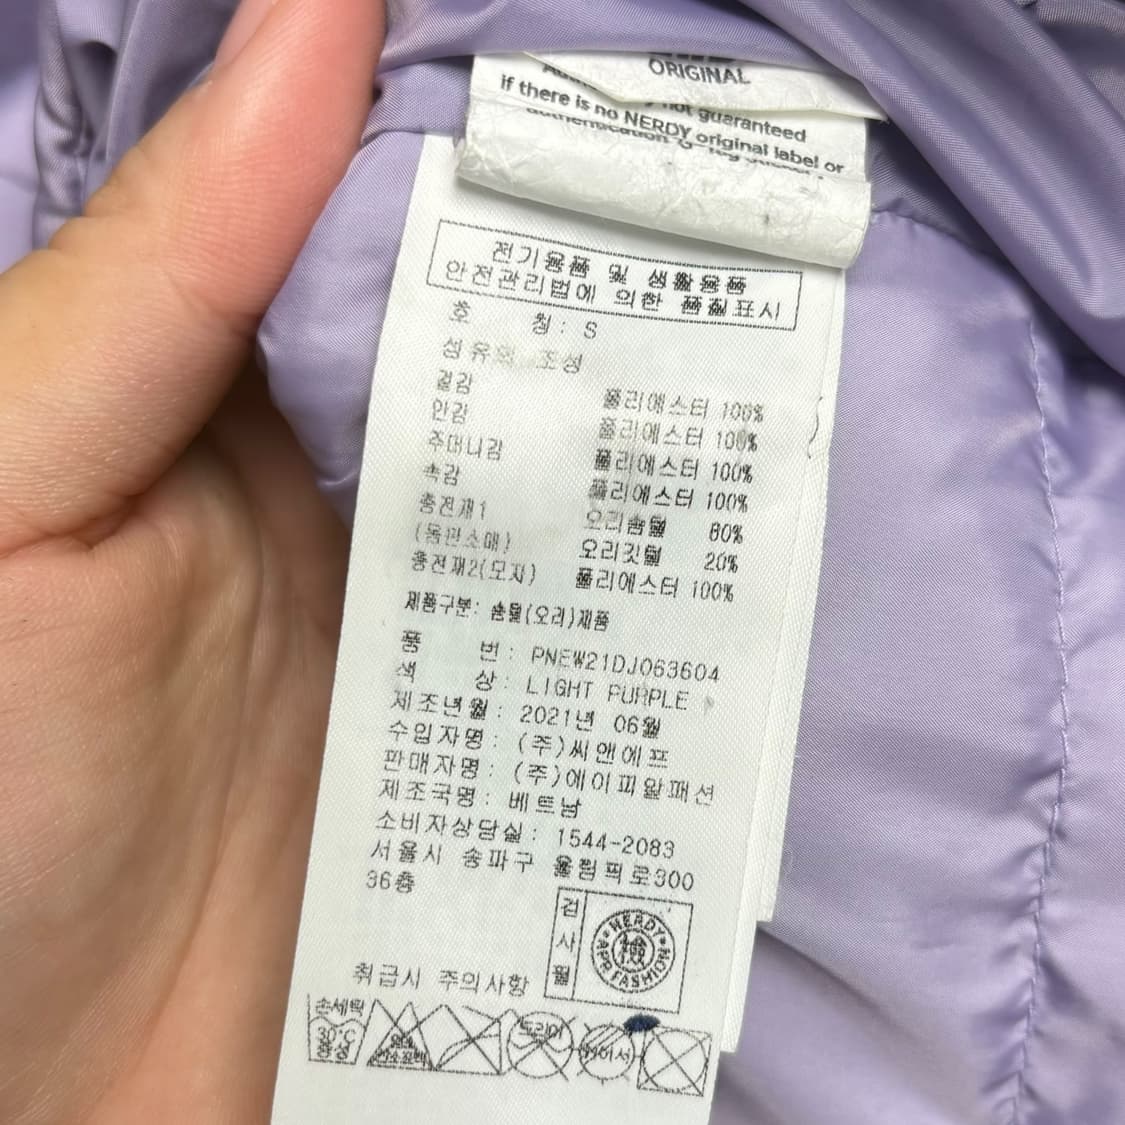 ORIGINAL
not guaranteed
if there is no NERDY original label or
전기용품 및 생활용품
안전관리법에 의한 품질표시
호 칭: S
섬유의 조성
겉감 폴리에스터 100%
안감 폴리에스터 100%
주머니감 폴리에스터 100%
속감 폴리에스터 100%
충전재1 오리솜털 80%
(몸판소매) 오리깃털 20%
충전재2(모자) 폴리에스터 100%
제품구분: 솜털(오리)제품
품 번: PNEW21DJ063604
색 상: LIGHT PURPLE
제조년월: 2021년 06월
수입자명: (주)씨앤에프
판매자명: (주)에이피알패션
제조국명: 베트남
소비자상담실: 1544-2083
서울시 송파구 올림픽로300
36층
검사필
NERDY
檢
APR FASHION
취급시 주의사항
손세탁
30°C
염소표백
드라이